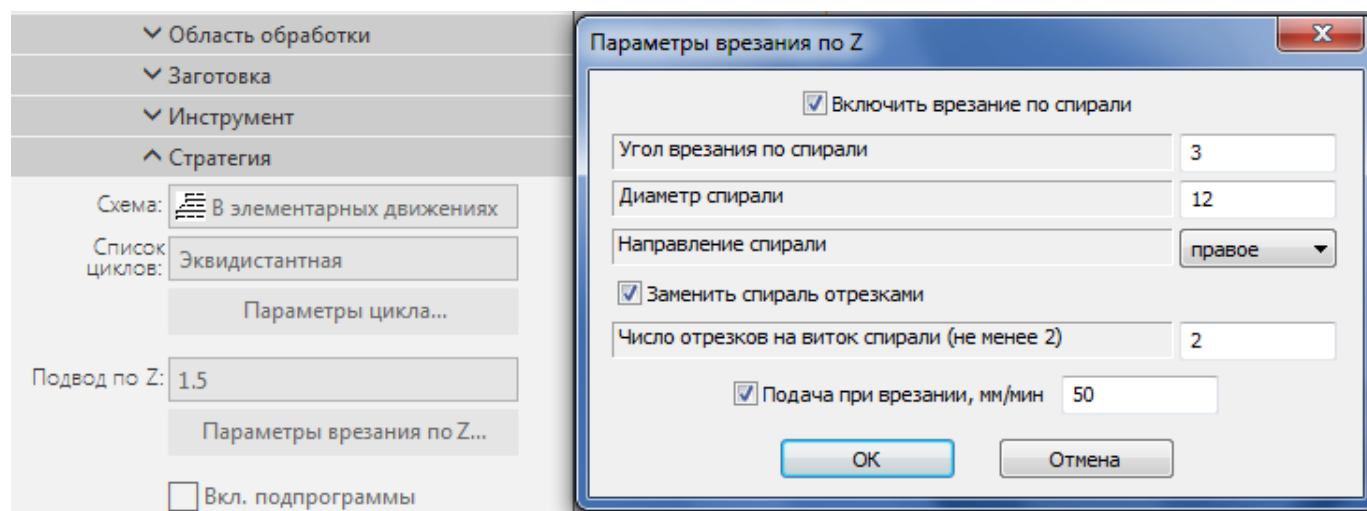 Область обработки
Заготовка
Инструмент
Стратегия
Схема: В элементарных движениях
Список
циклов: Эквидистантная
Параметры цикла...
Подвод по Z: 1.5
Параметры врезания по Z...
Вкл. подпрограммы
Параметры врезания по Z
Включить врезание по спирали
Угол врезания по спирали 3
Диаметр спирали 12
Направление спирали правое
Заменить спираль отрезками
Число отрезков на виток спирали (не менее 2) 2
Подача при врезании, мм/мин 50
ОК Отмена